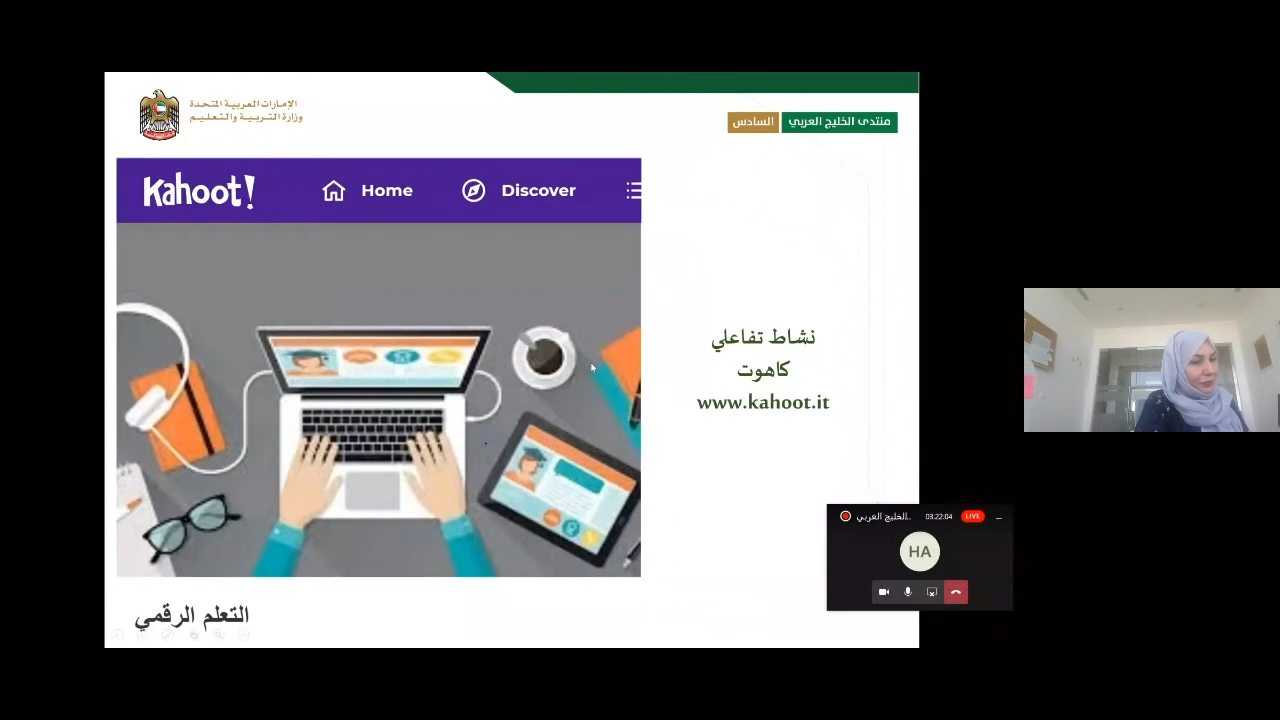 الإمارات العربية المتحدة
وزارة التربية والتعليم
منتدى الخليج العربي السادس
Kahoot! Home Discover
نشاط تفاعلي
كاهوت
www.kahoot.it
الخليج العربي.. 03:22:04 LIVE
HA
التعلم الرقمي